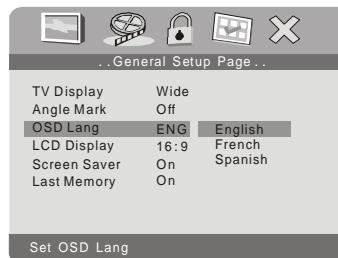 ..General Setup Page..
TV Display Wide
Angle Mark Off
OSD Lang ENG English
LCD Display 16:9 French
Screen Saver On Spanish
Last Memory On
Set OSD Lang